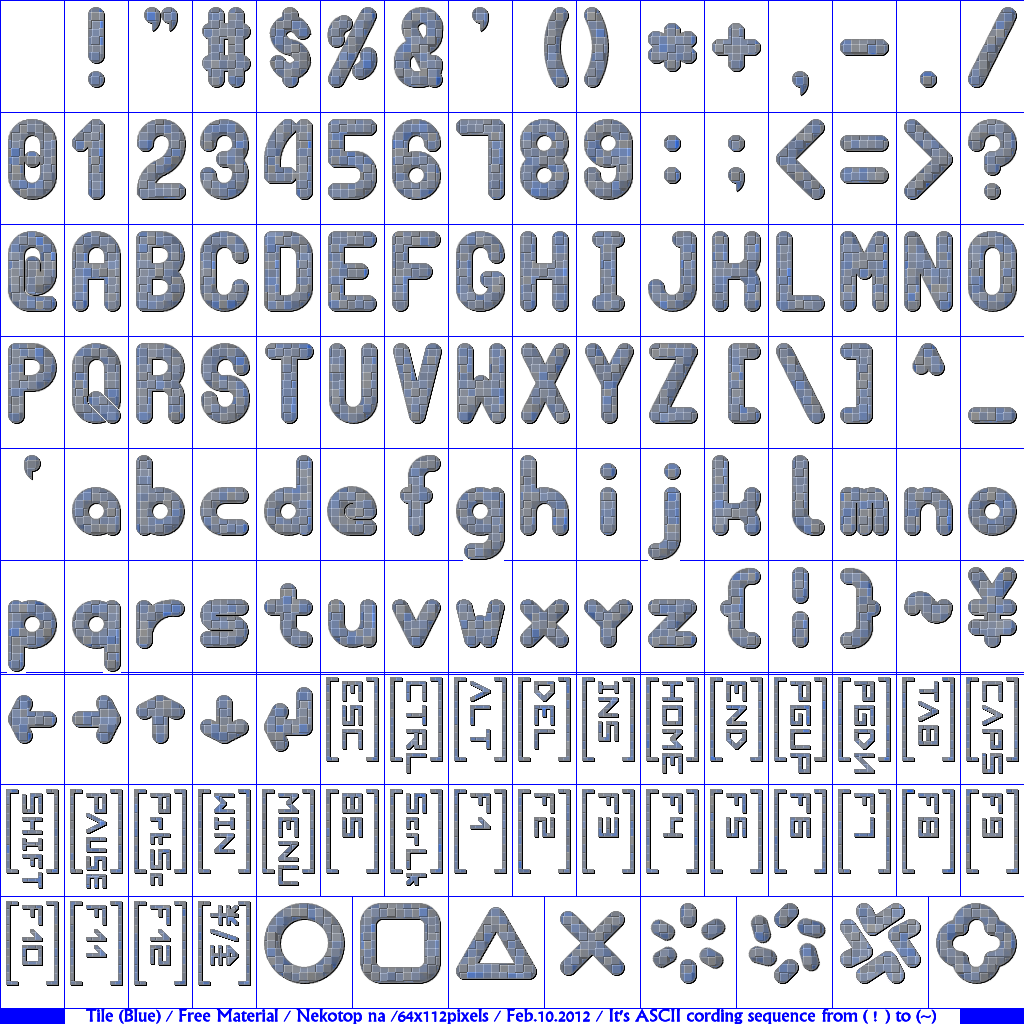 ! " # $ % & ' ( ) * + , - . /
0 1 2 3 4 5 6 7 8 9 : ; < = > ?
@ A B C D E F G H I J K L M N O
P Q R S T U V W X Y Z [ \ ] ^ _
` a b c d e f g h i j k l m n o
p q r s t u v w x y z { ¦ } ~ ¥
← → ↑ ↓ ↲ [ESC] [CTRL] [ALT] [DEL] [INS] [HOME] [END] [PGUP] [PGDN] [TAB] [CAPS]
[SHIFT] [PAUSE] [PrtSc] [WIN] [MENU] [BS] [ScrLk] [F1] [F2] [F3] [F4] [F5] [F6] [F7] [F8] [F9]
[F10] [F11] [F12] [半/全] ○ □ △ ×
Tile (Blue) / Free Material / Nekotop na /64x112pixels / Feb.10.2012 / It's ASCII cording sequence from ( ! ) to (~)